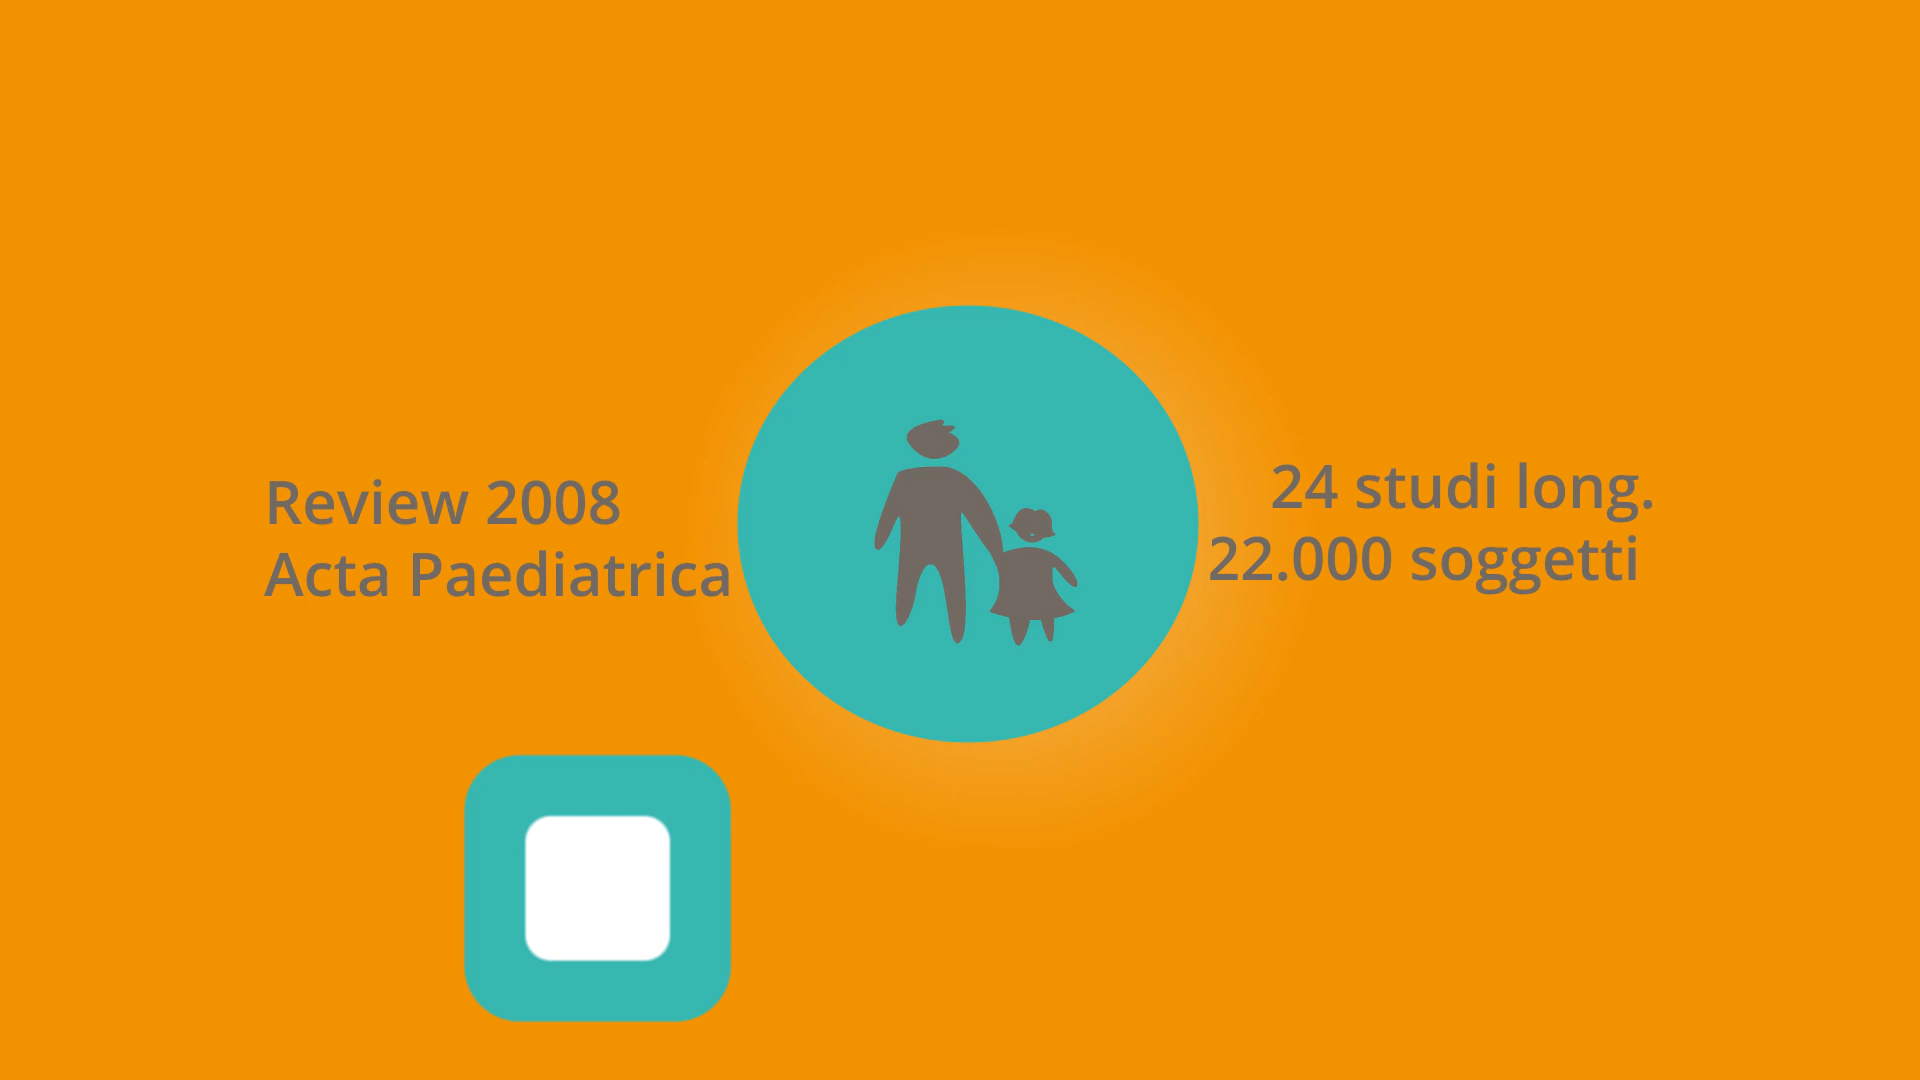 Review 2008
Acta Paediatrica
24 studi long.
22.000 soggetti